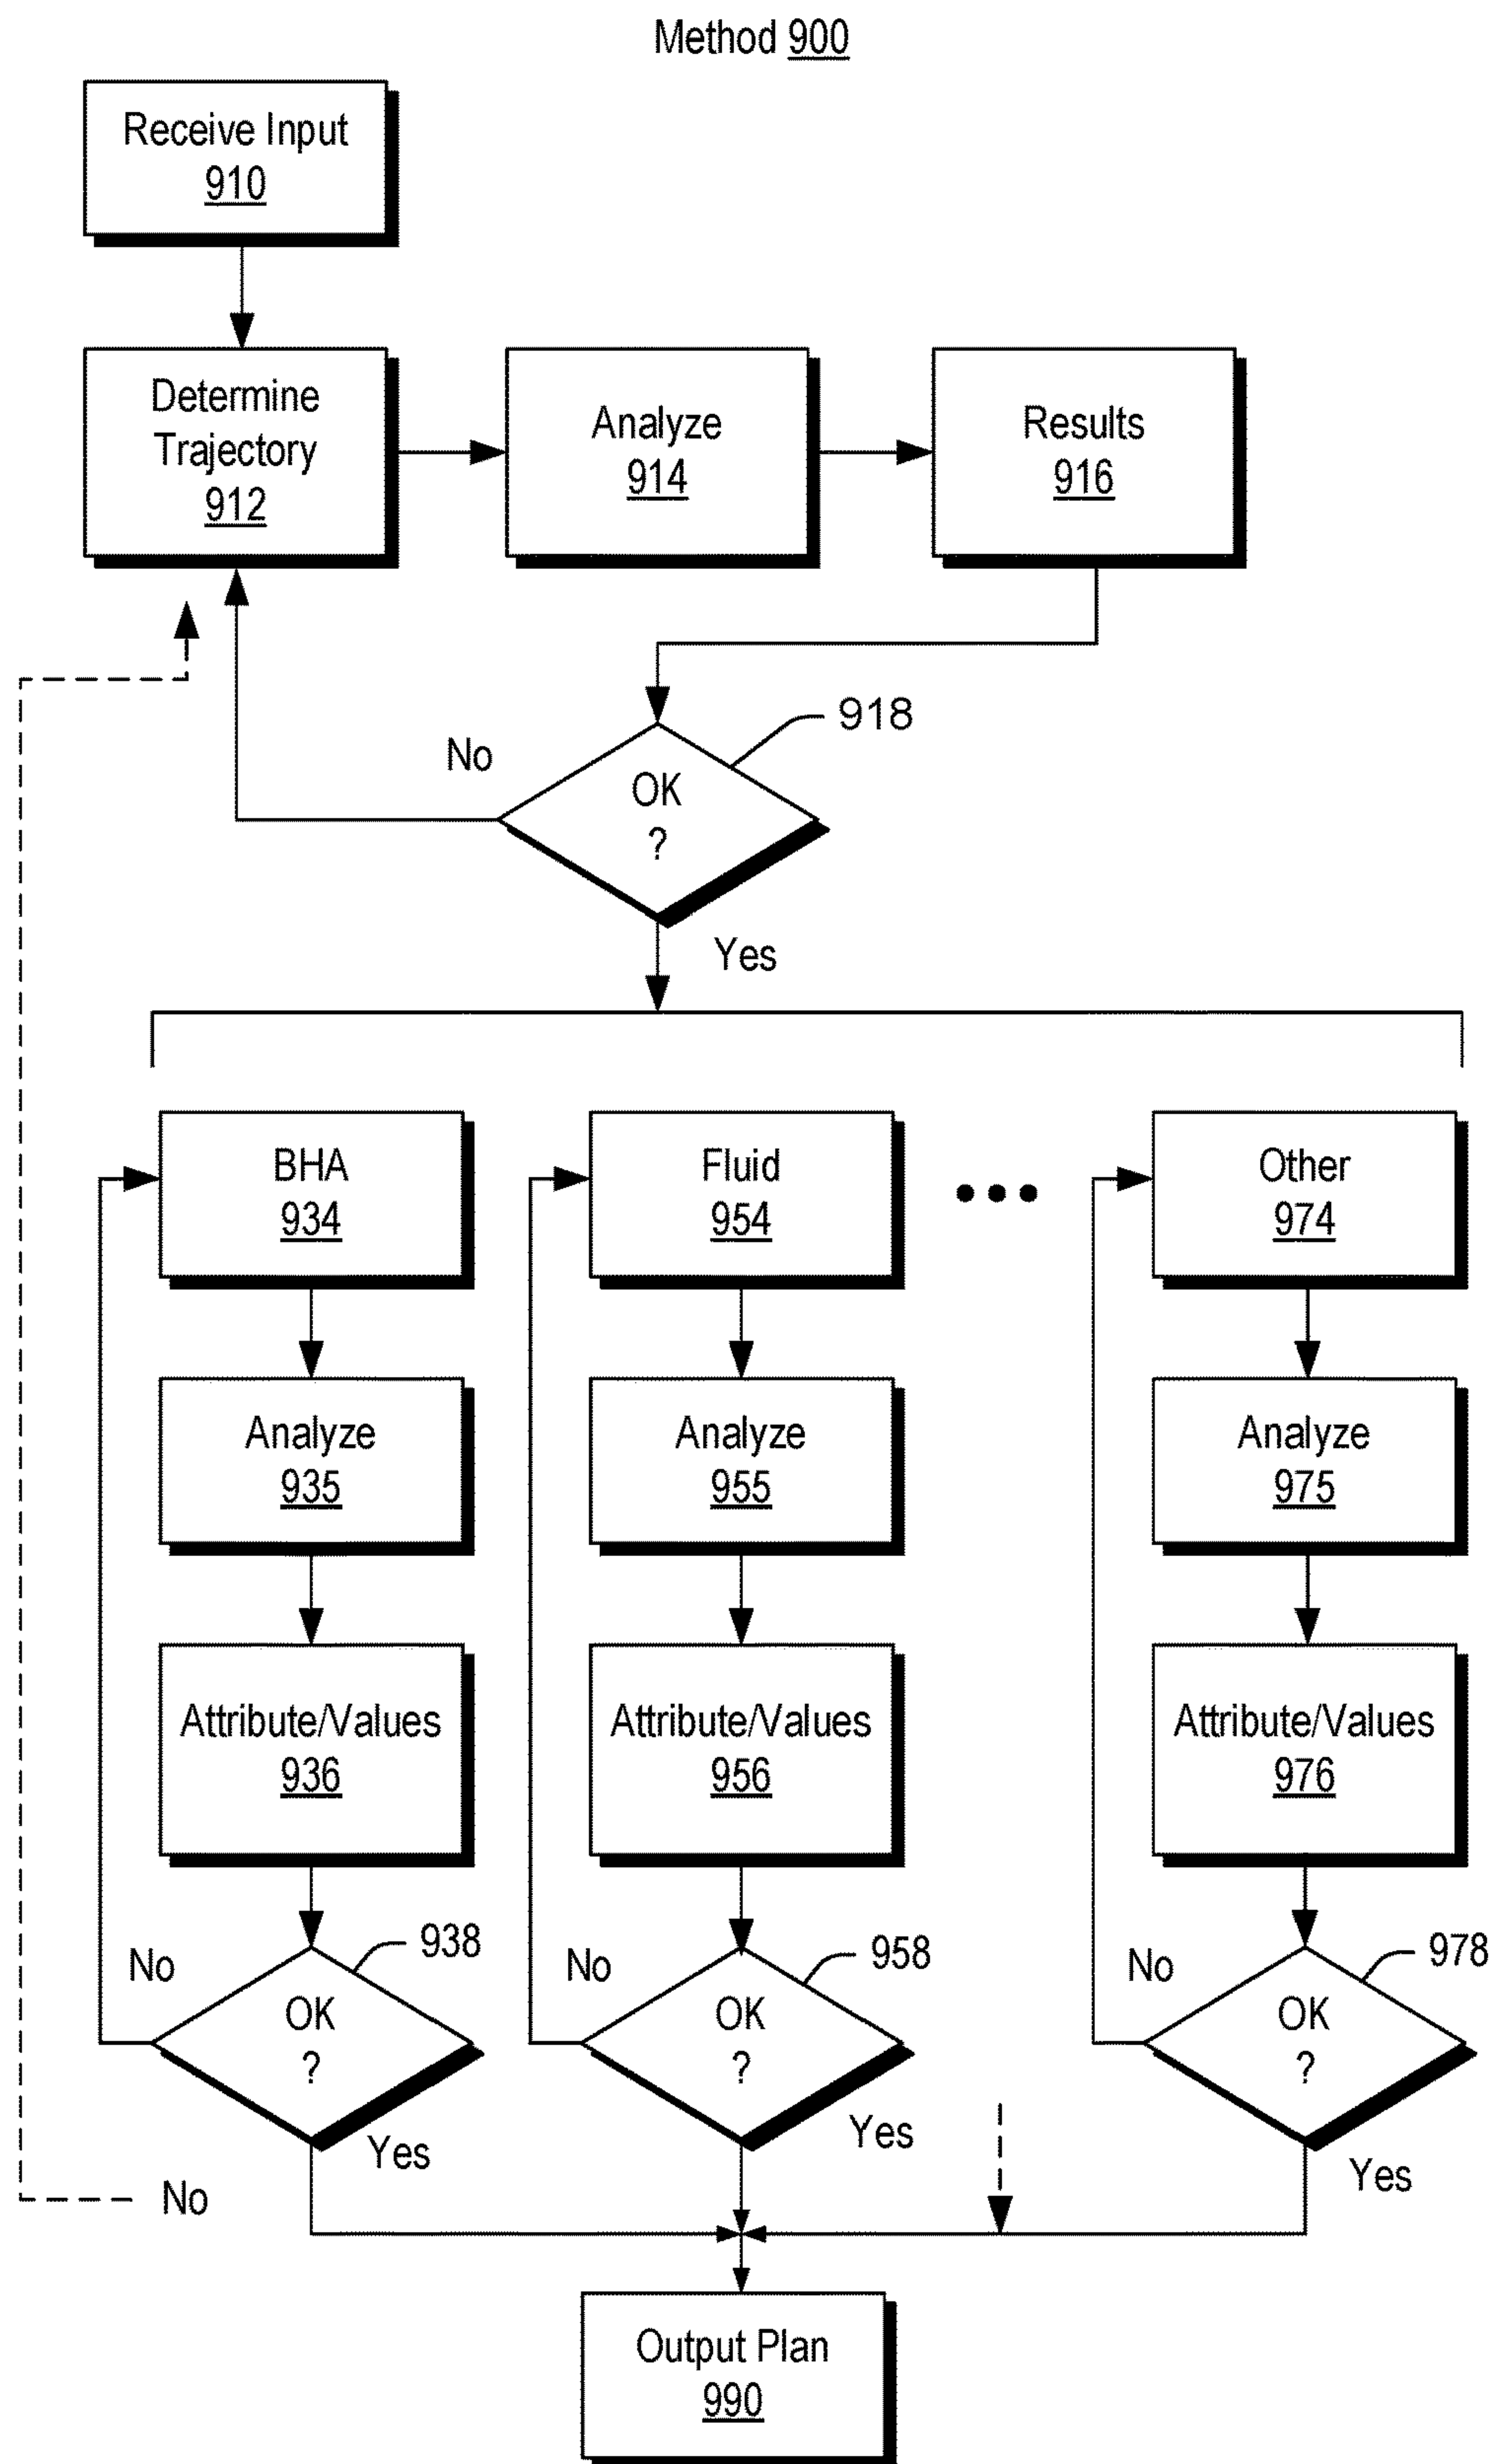 Method 900
Receive Input
910
Determine
Trajectory
912
Analyze
914
Results
916
918
No
OK
?
Yes
BHA
934
Fluid
954
Other
974
Analyze
935
Analyze
955
Analyze
975
Attribute/Values
936
Attribute/Values
956
Attribute/Values
976
938
No
OK
?
Yes
958
No
OK
?
Yes
978
No
OK
?
Yes
No
Output Plan
990